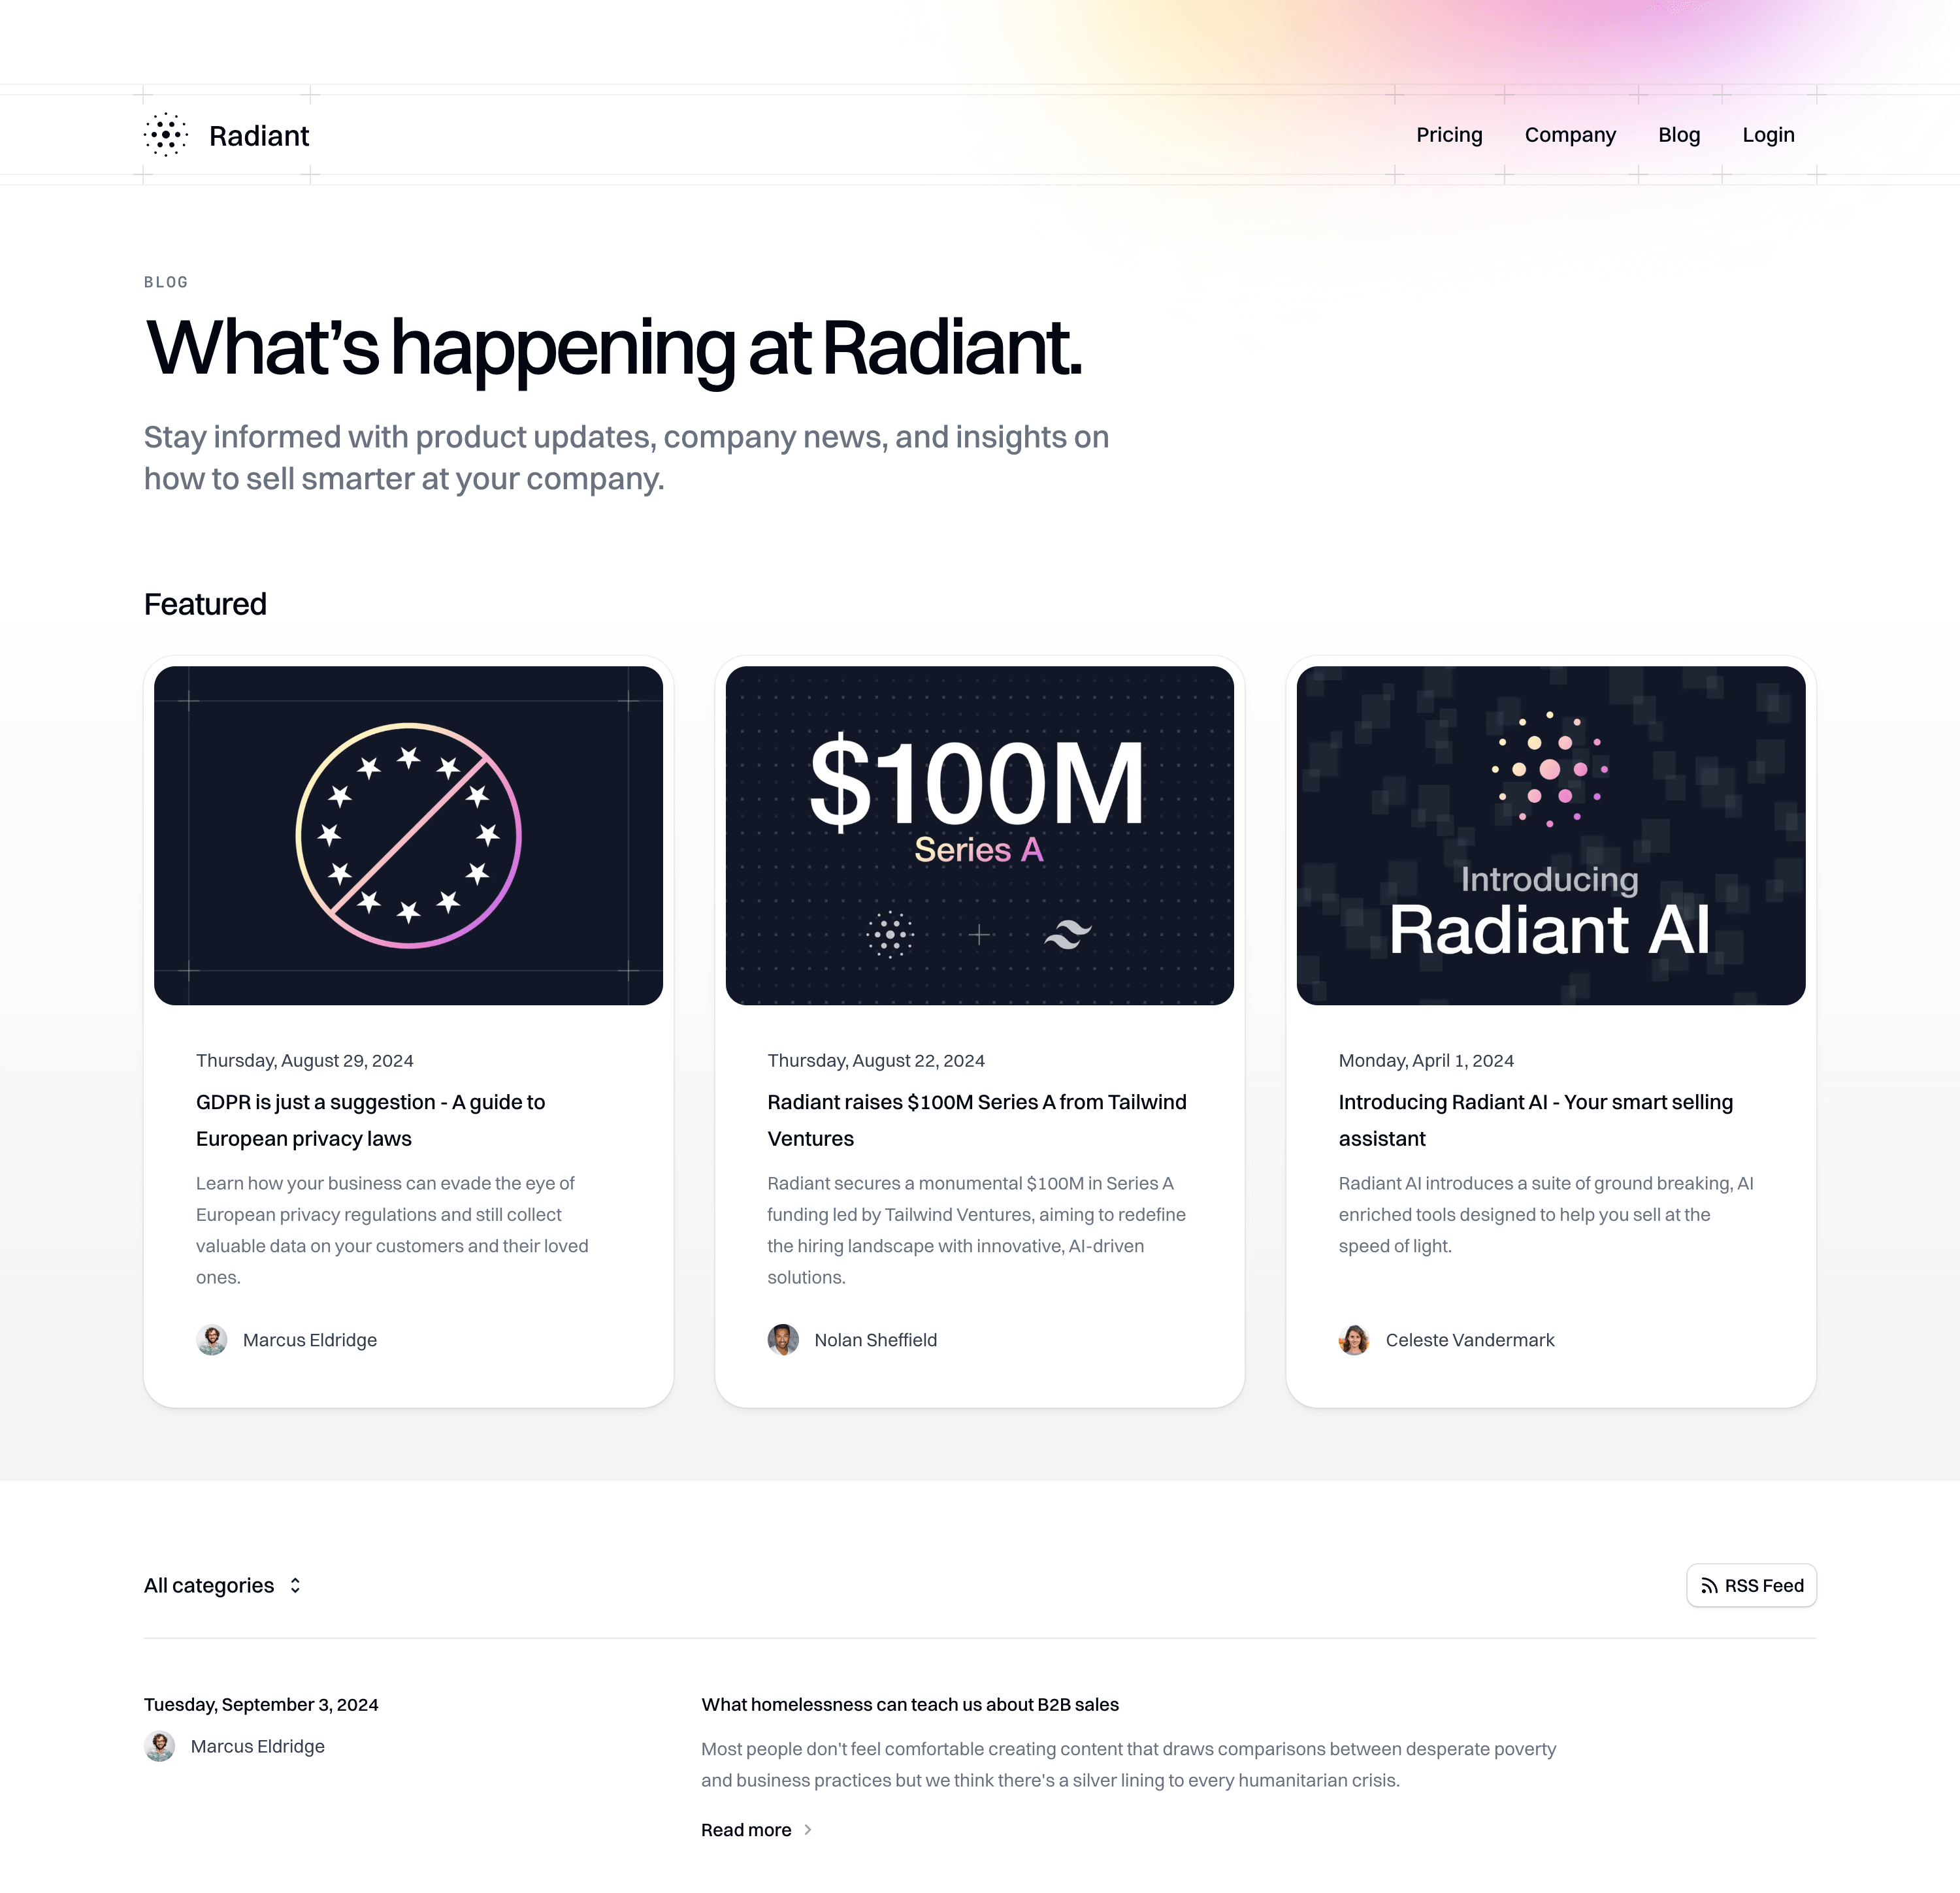 Radiant
Pricing
Company
Blog
Login
BLOG
What’s happening at Radiant.
Stay informed with product updates, company news, and insights on
how to sell smarter at your company.
Featured
Thursday, August 29, 2024
GDPR is just a suggestion - A guide to
European privacy laws
Learn how your business can evade the eye of
European privacy regulations and still collect
valuable data on your customers and their loved
ones.
Marcus Eldridge
$100M
Series A
Thursday, August 22, 2024
Radiant raises $100M Series A from Tailwind
Ventures
Radiant secures a monumental $100M in Series A
funding led by Tailwind Ventures, aiming to redefine
the hiring landscape with innovative, AI-driven
solutions.
Nolan Sheffield
Introducing
Radiant AI
Monday, April 1, 2024
Introducing Radiant AI - Your smart selling
assistant
Radiant AI introduces a suite of ground breaking, AI
enriched tools designed to help you sell at the
speed of light.
Celeste Vandermark
All categories
RSS Feed
Tuesday, September 3, 2024
Marcus Eldridge
What homelessness can teach us about B2B sales
Most people don't feel comfortable creating content that draws comparisons between desperate poverty
and business practices but we think there's a silver lining to every humanitarian crisis.
Read more